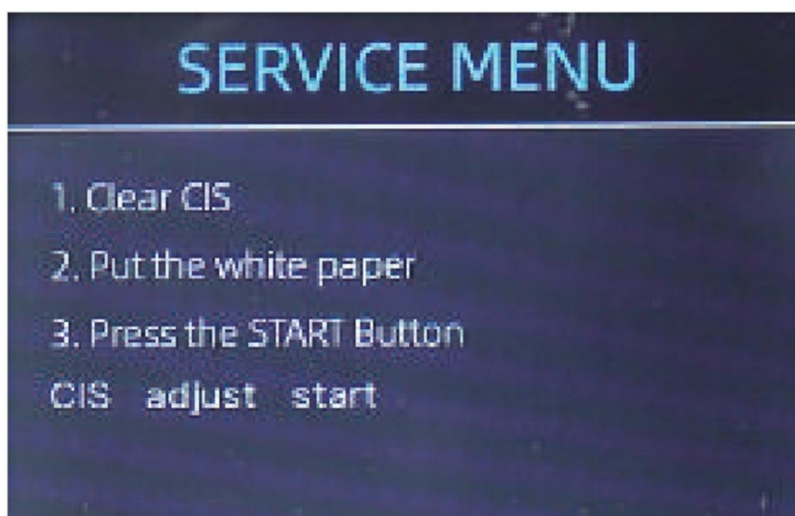 SERVICE MENU
1. Clear CIS
2. Put the white paper
3. Press the START Button
CIS adjust start